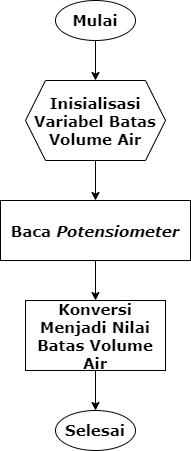 Mulai
Inisialisasi
Variabel Batas
Volume Air
Baca Potensiometer
Konversi
Menjadi Nilai
Batas Volume
Air
Selesai